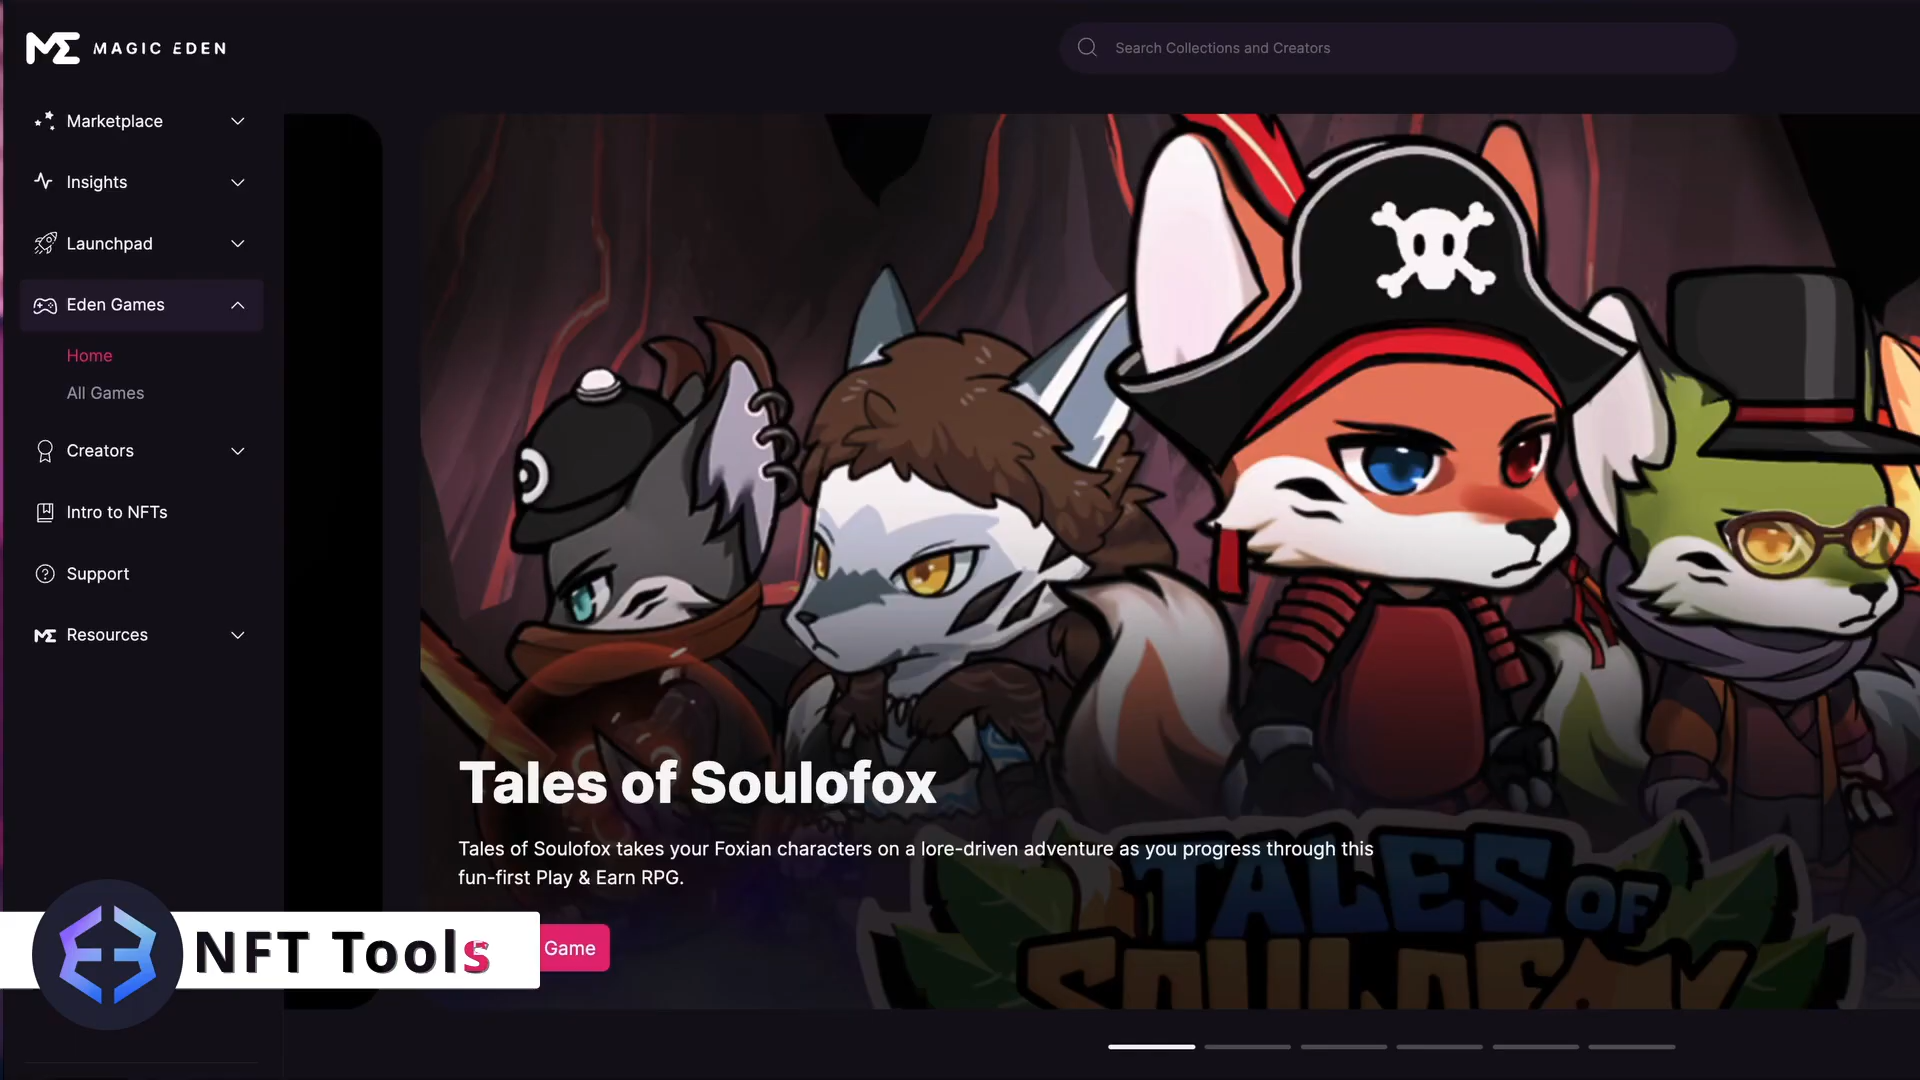 MAGIC EDEN
Search Collections and Creators
Marketplace
Insights
Launchpad
Eden Games
Home
All Games
Creators
Intro to NFTs
Support
Resources
Tales of Soulofox
Tales of Soulofox takes your Foxian characters on a lore-driven adventure as you progress through this
fun-first Play & Earn RPG.
Game
TALES OF
SOULOFOX
NFT Tools